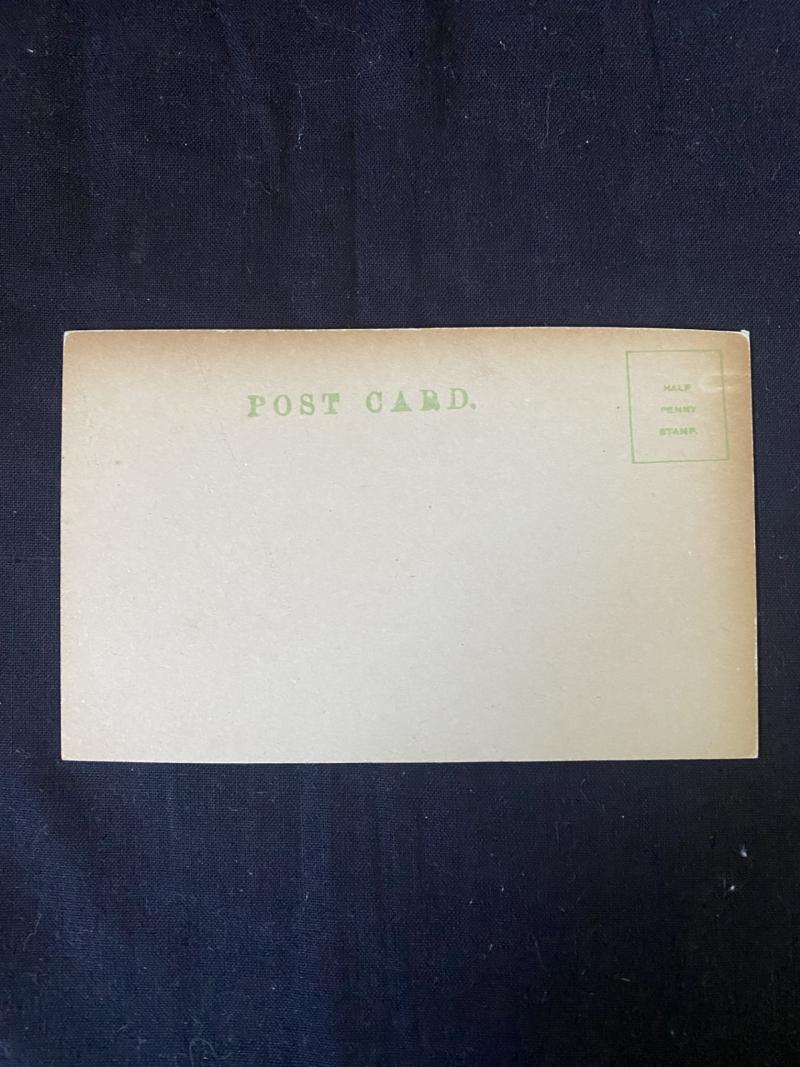 POST CARD.
HALF
PENNY
STAMP.